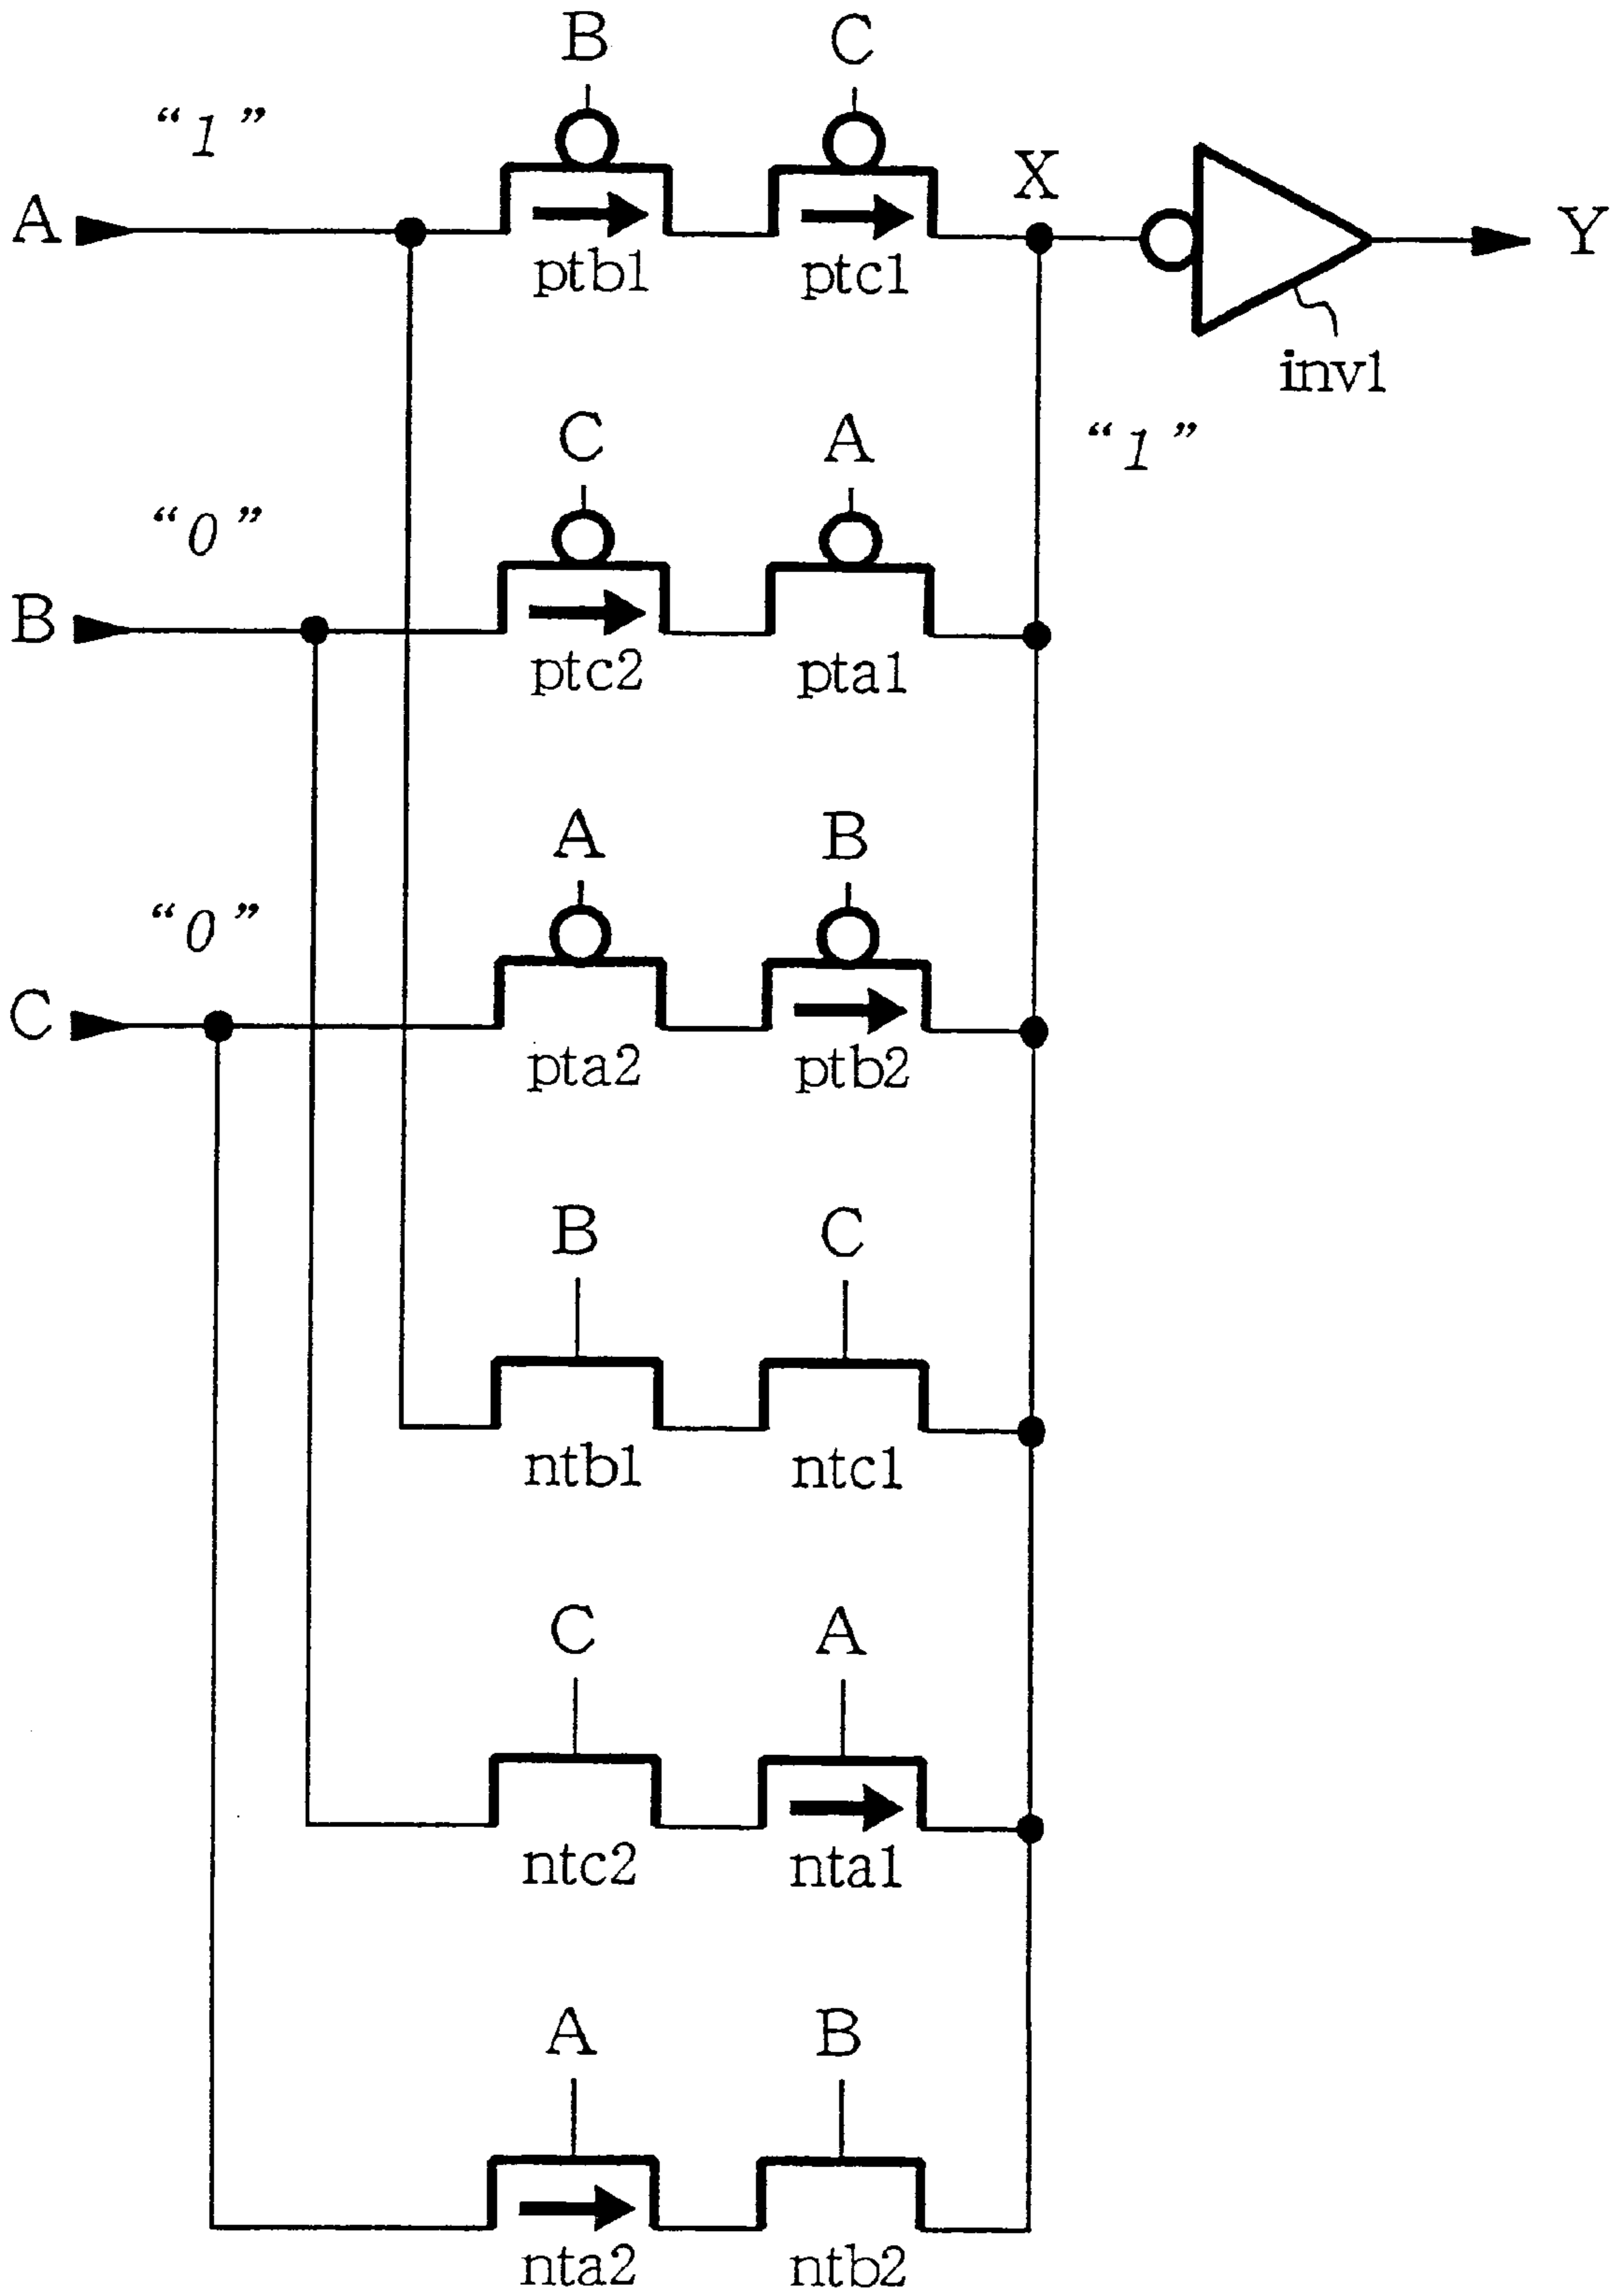 B C
“1”
X
A Y
ptb1 ptc1
inv1
C A
“1”
“0”
B
ptc2 pta1
A B
“0”
C
pta2 ptb2
B C
ntb1 ntc1
C A
ntc2 nta1
A B
nta2 ntb2